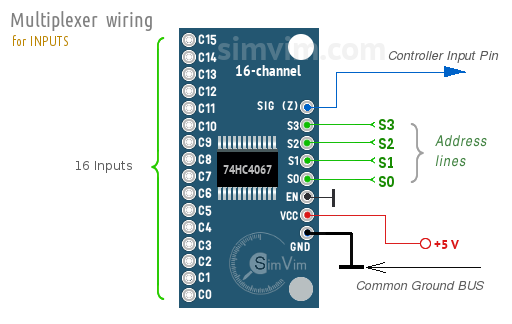 Multiplexer wiring
for INPUTS
simvim.com
16-channel
Controller Input Pin
C15
C14
C13
C12
C11
C10
C9
C8
C7
C6
C5
C4
C3
C2
C1
C0
16 Inputs
SIG (Z)
S3
S2
S1
S0
EN
VCC
GND
74HC4067
SimVim
S3
S2
S1
S0
Address
lines
+5 V
Common Ground BUS